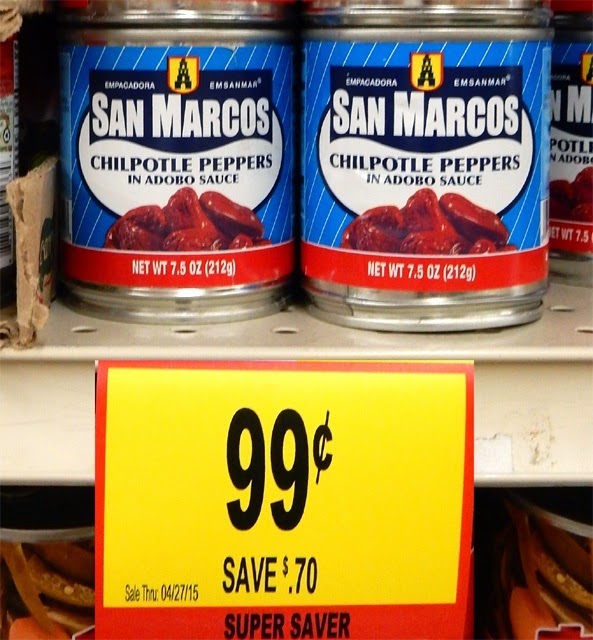 EMPACADORA EMSANMAR®
SAN MARCOS
CHILPOTLE PEPPERS
IN ADOBO SAUCE
NET WT 7.5 OZ (212g)
EMPACADORA EMSANMAR®
SAN MARCOS
CHILPOTLE PEPPERS
IN ADOBO SAUCE
NET WT 7.5 OZ (212g)
99¢
SAVE $.70
Sale Thru: 04/27/15
SUPER SAVER